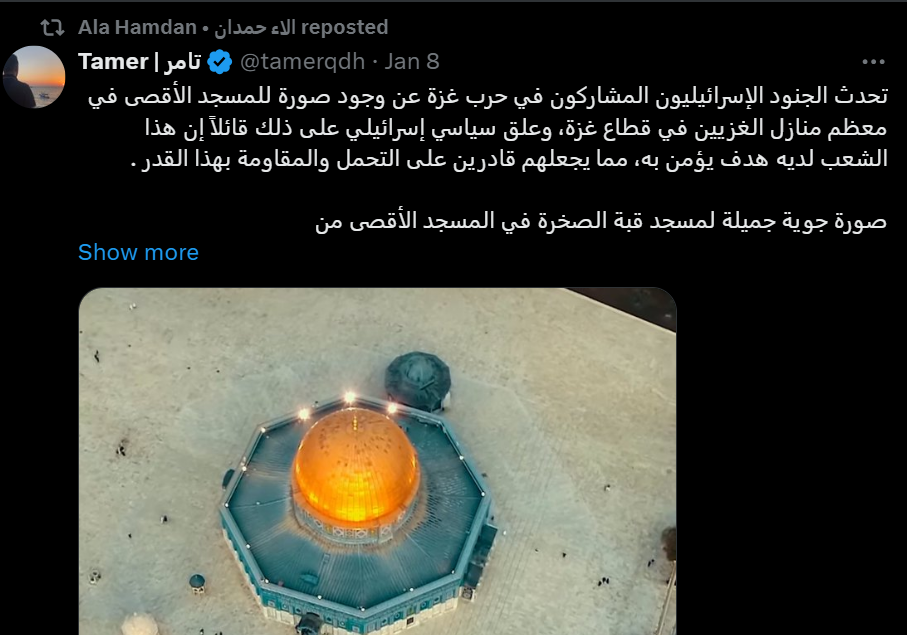 Ala Hamdan • الاء حمدان reposted
Tamer | تامر @tamerqdh · Jan 8
تحدث الجنود الإسرائيليون المشاركون في حرب غزة عن وجود صورة للمسجد الأقصى في
معظم منازل الغزيين في قطاع غزة، وعلق سياسي إسرائيلي على ذلك قائلاً إن هذا
الشعب لديه هدف يؤمن به، مما يجعلهم قادرين على التحمل والمقاومة بهذا القدر .
صورة جوية جميلة لمسجد قبة الصخرة في المسجد الأقصى من
Show more